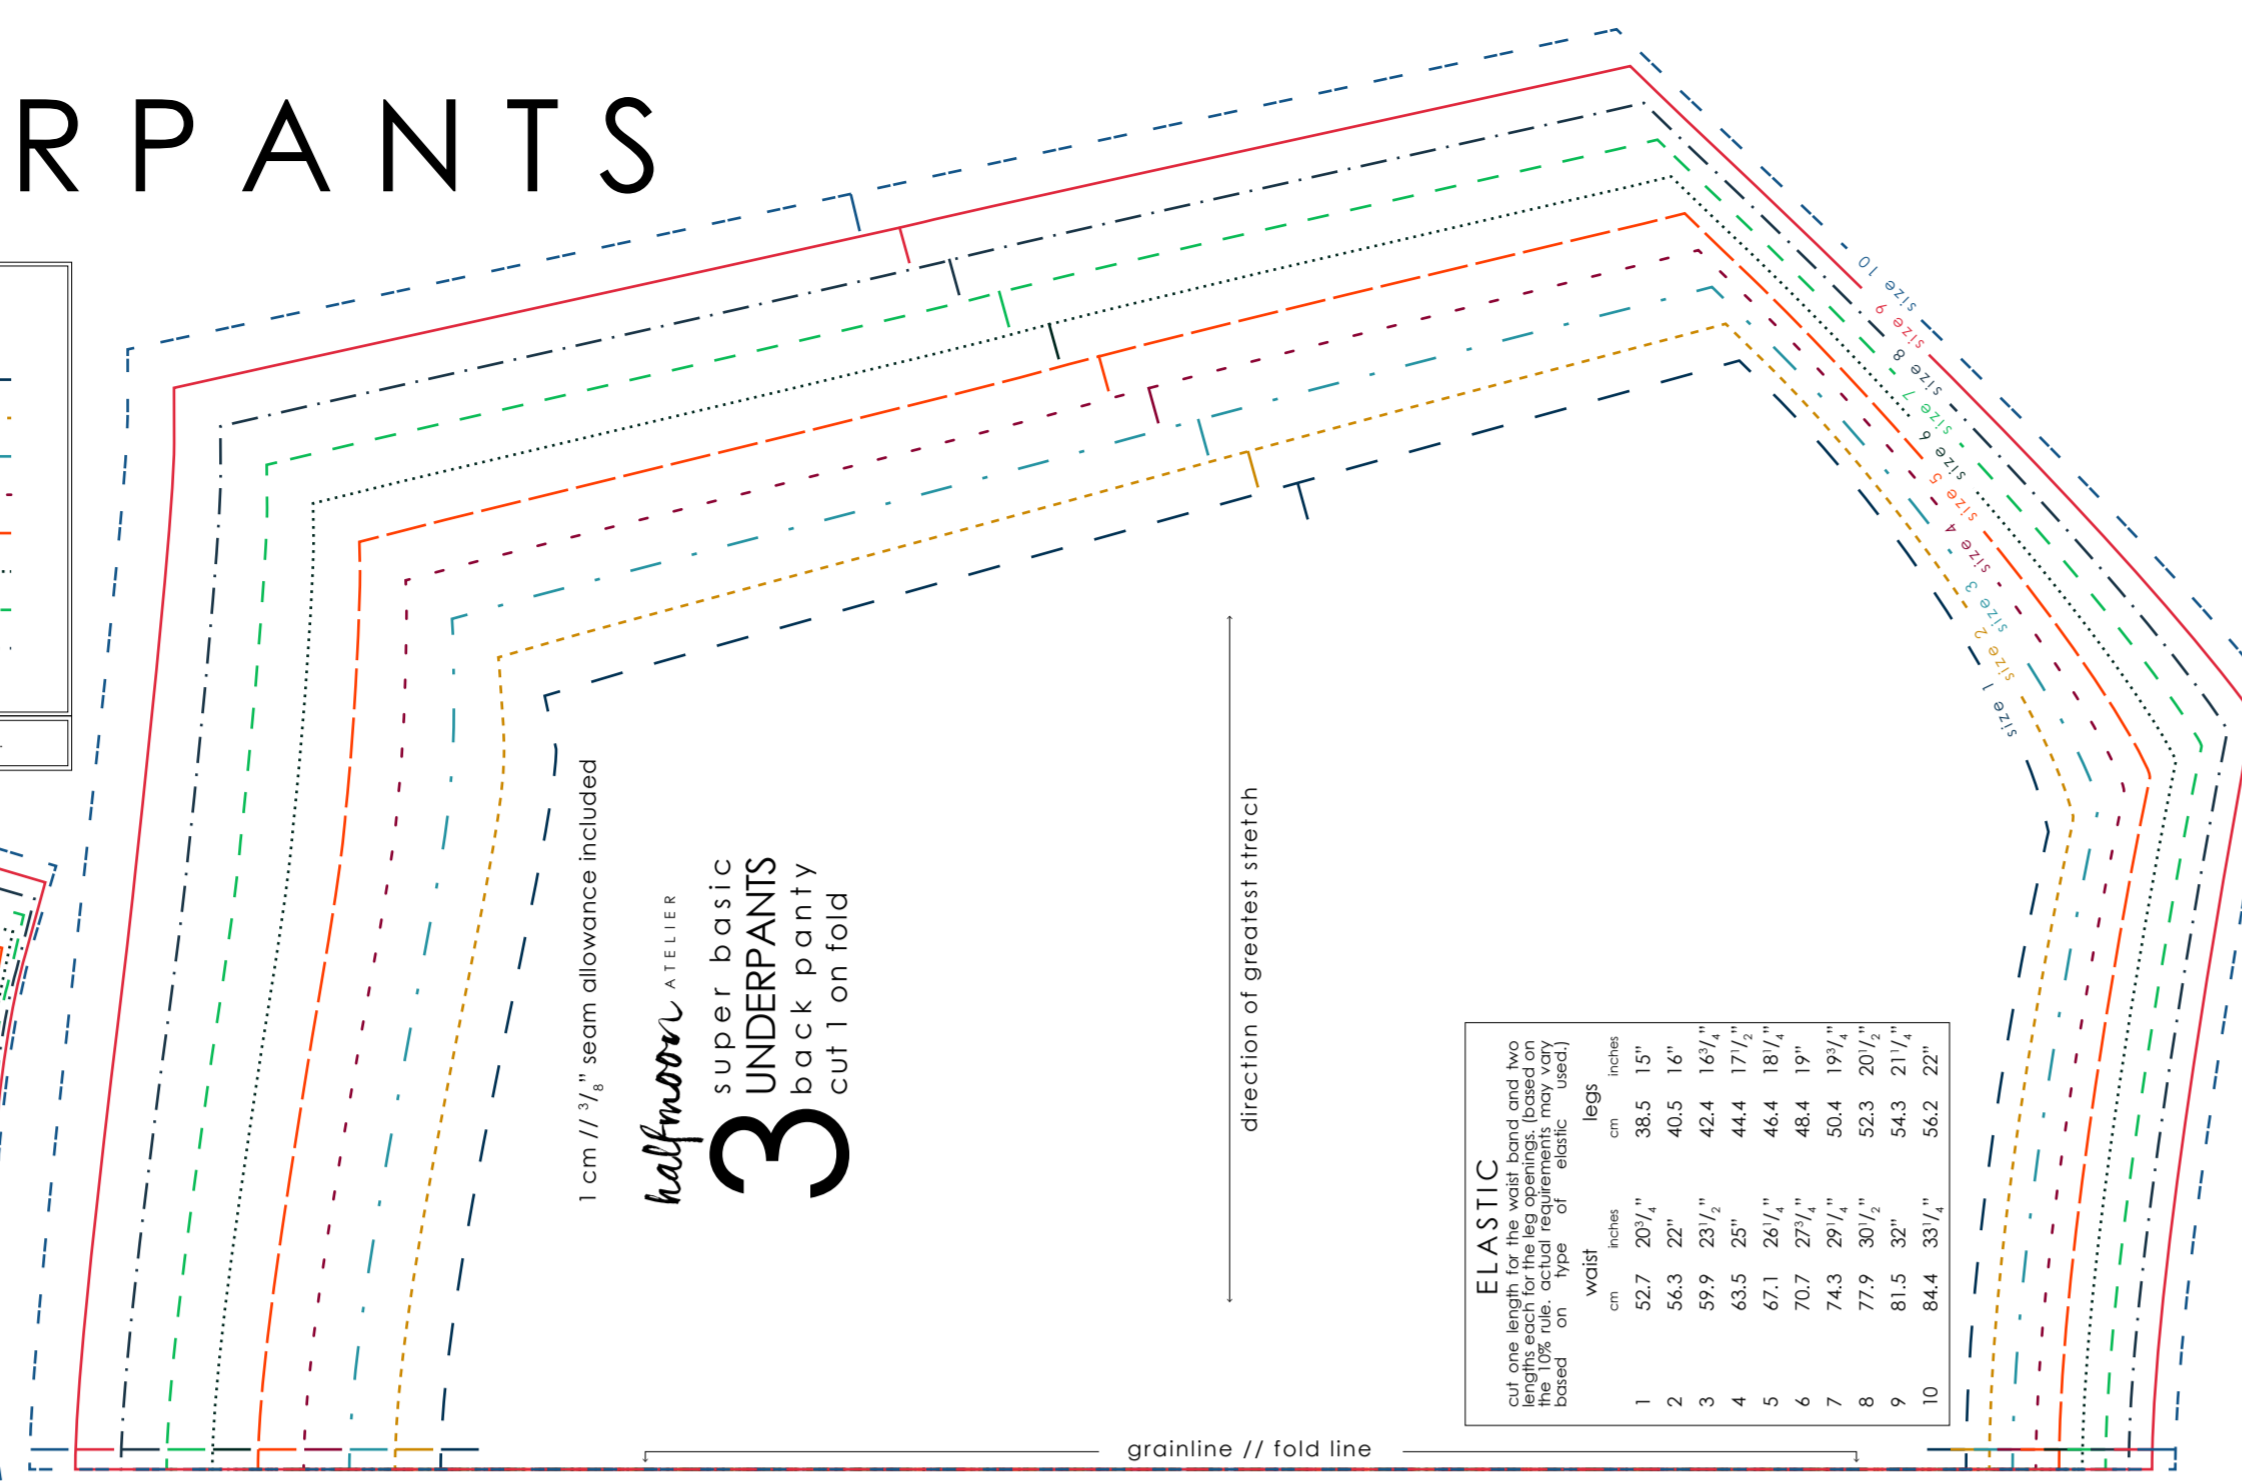 RPANTS
size 10
size 9
size 8
size 7
size 6
size 5
size 4
size 3
size 2
size 1
1 cm // 3/8" seam allowance included
halfmoon ATELIER
3
super basic
UNDERPANTS
back panty
cut 1 on fold
direction of greatest stretch
ELASTIC
cut one length for the waist band and two
lengths each for the leg openings. (based on
the 10% rule. actual requirements may vary
based on type of elastic used.)
waist legs
cm inches cm inches
1 52.7 20 3/4" 38.5 15"
2 56.3 22" 40.5 16"
3 59.9 23 1/2" 42.4 16 3/4"
4 63.5 25" 44.4 17 1/2"
5 67.1 26 1/4" 46.4 18 1/4"
6 70.7 27 3/4" 48.4 19"
7 74.3 29 1/4" 50.4 19 3/4"
8 77.9 30 1/2" 52.3 20 1/2"
9 81.5 32" 54.3 21 1/4"
10 84.4 33 1/4" 56.2 22"
grainline // fold line